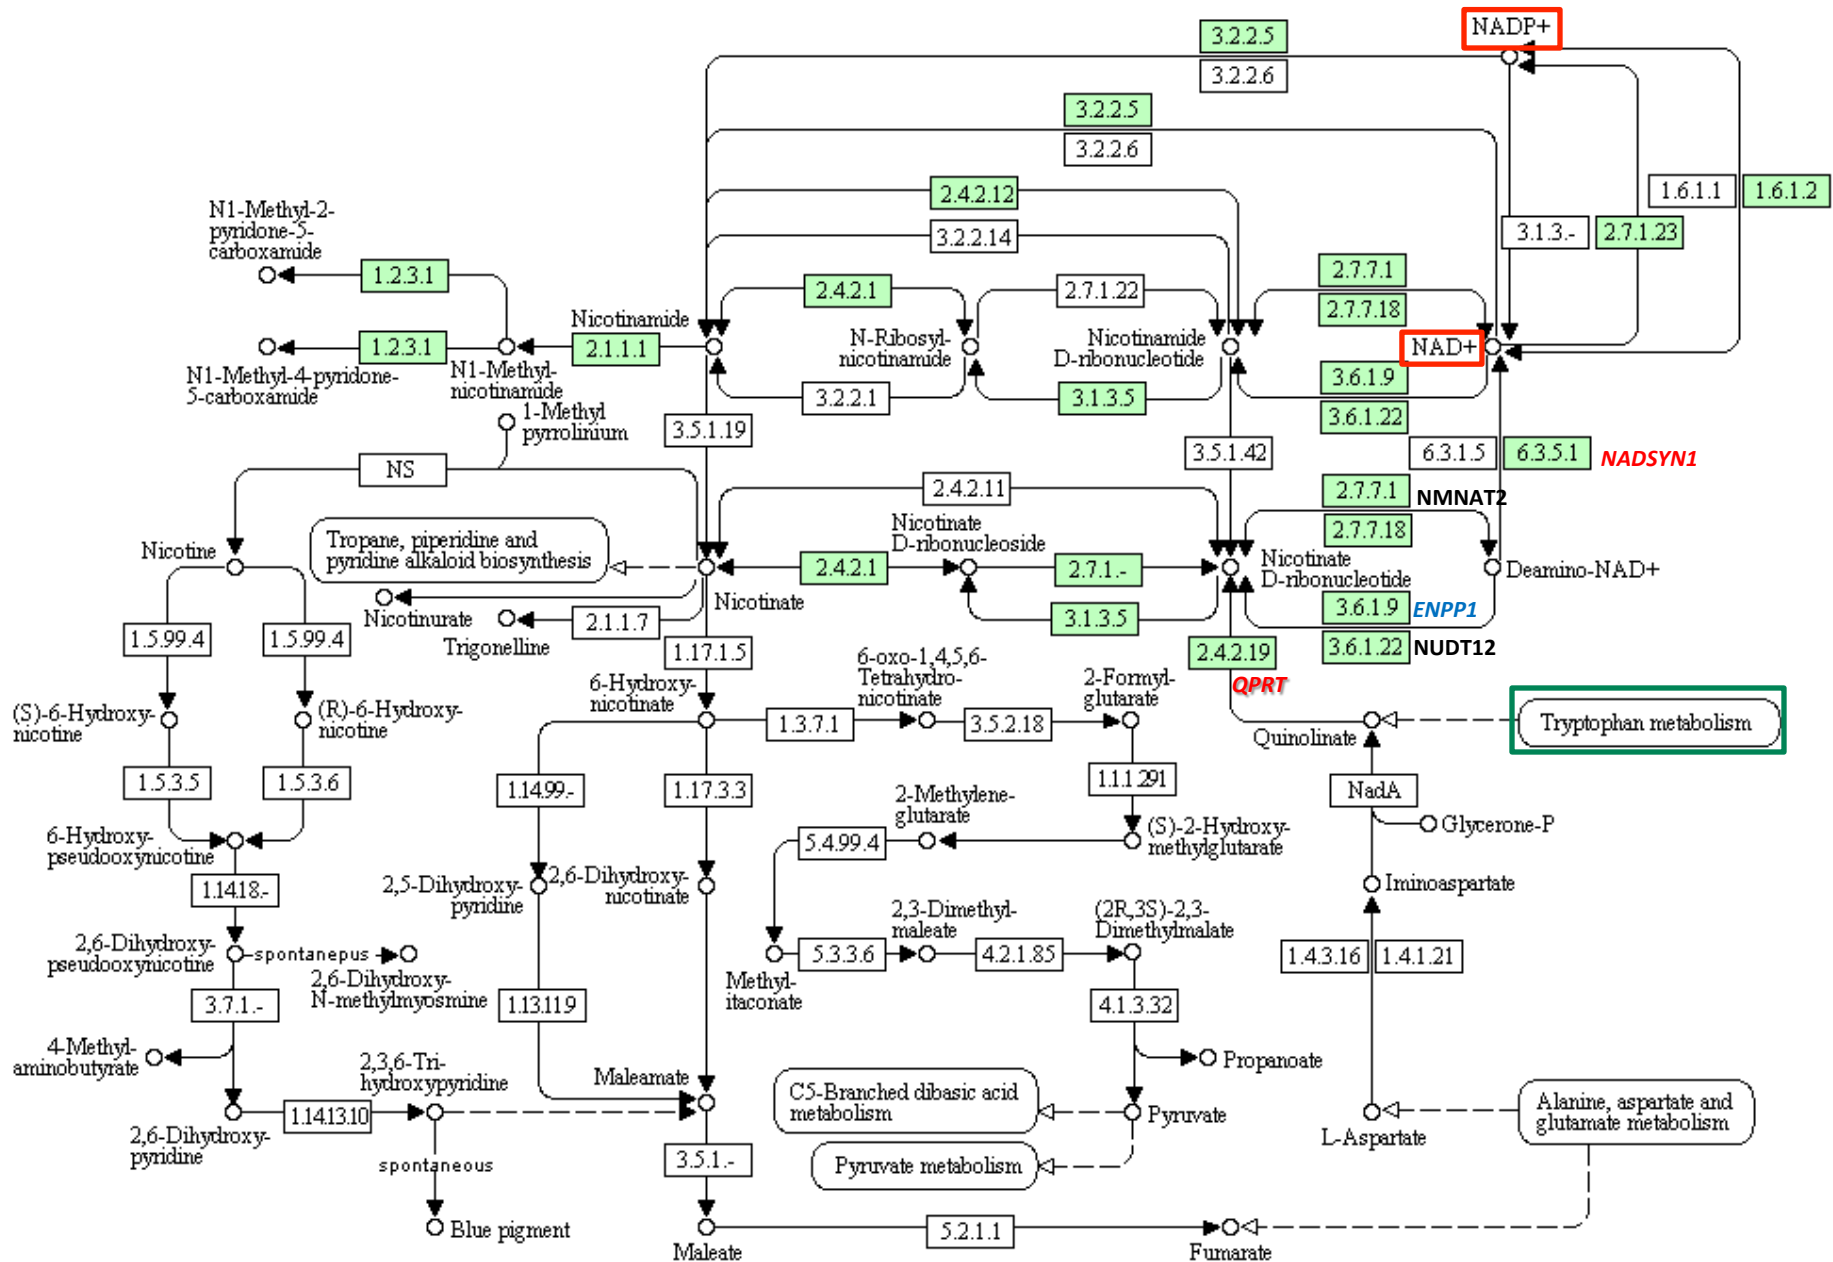 NADP+
3.2.2.5
3.2.2.6
3.2.2.5
3.2.2.6
2.4.2.12
1.6.1.1
1.6.1.2
N1-Methyl-2-
pyridone-5-
carboxamide
3.2.2.14
3.1.3.-
2.7.1.23
1.2.3.1
2.4.2.1
2.7.1.22
2.7.7.1
2.7.7.18
Nicotinamide
1.2.3.1
2.1.1.1
N-Ribosyl-
nicotinamide
Nicotinamide
D-ribonucleotide
NAD+
N1-Methyl-4-pyridone-
5-carboxamide
N1-Methyl-
nicotinamide
3.2.2.1
3.1.3.5
3.6.1.9
3.6.1.22
1-Methyl
pyrrolinium
3.5.1.19
3.5.1.42
6.3.1.5
6.3.5.1
NADSYN1
NS
2.4.2.11
2.7.7.1
NMNAT2
2.7.7.18
Nicotine
Tropane, piperidine and
pyridine alkaloid biosynthesis
Nicotinate
D-ribonucleoside
2.4.2.1
2.7.1.-
Nicotinate
D-ribonucleotide
Deamino-NAD+
Nicotinurate
Nicotinate
3.1.3.5
3.6.1.9
ENPP1
Trigonelline
2.1.1.7
1.5.99.4
1.5.99.4
1.17.1.5
2.4.2.19
3.6.1.22
NUDT12
QPRT
6-Hydroxy-
nicotinate
6-oxo-1,4,5,6-
Tetrahydro-
nicotinate
2-Formyl-
glutarate
(S)-6-Hydroxy-
nicotine
(R)-6-Hydroxy-
nicotine
1.3.7.1
3.5.2.18
Quinolinate
Tryptophan metabolism
1.5.3.5
1.5.3.6
1.14.99.-
1.17.3.3
1.1.1.291
NadA
2-Methylene-
glutarate
Glycerone-P
6-Hydroxy-
pseudooxynicotine
5.4.99.4
(S)-2-Hydroxy-
methylglutarate
1.14.18.-
2,5-Dihydroxy-
pyridine
2,6-Dihydroxy-
nicotinate
Iminoaspartate
2,3-Dimethyl-
maleate
(2R,3S)-2,3-
Dimethylmalate
2,6-Dihydroxy-
pseudooxynicotine
spontanepus
2,6-Dihydroxy-
N-methylmyosmine
5.3.3.6
4.2.1.85
1.4.3.16
1.4.1.21
Methyl-
itaconate
3.7.1.-
1.13.11.9
4.1.3.32
4-Methyl-
aminobutyrate
2,3,6-Tri-
hydroxypyridine
Maleamate
Propanoate
C5-Branched dibasic acid
metabolism
1.14.13.10
Pyruvate
Alanine, aspartate and
glutamate metabolism
L-Aspartate
2,6-Dihydroxy-
pyridine
spontaneous
3.5.1.-
Pyruvate metabolism
Blue pigment
Maleate
5.2.1.1
Fumarate